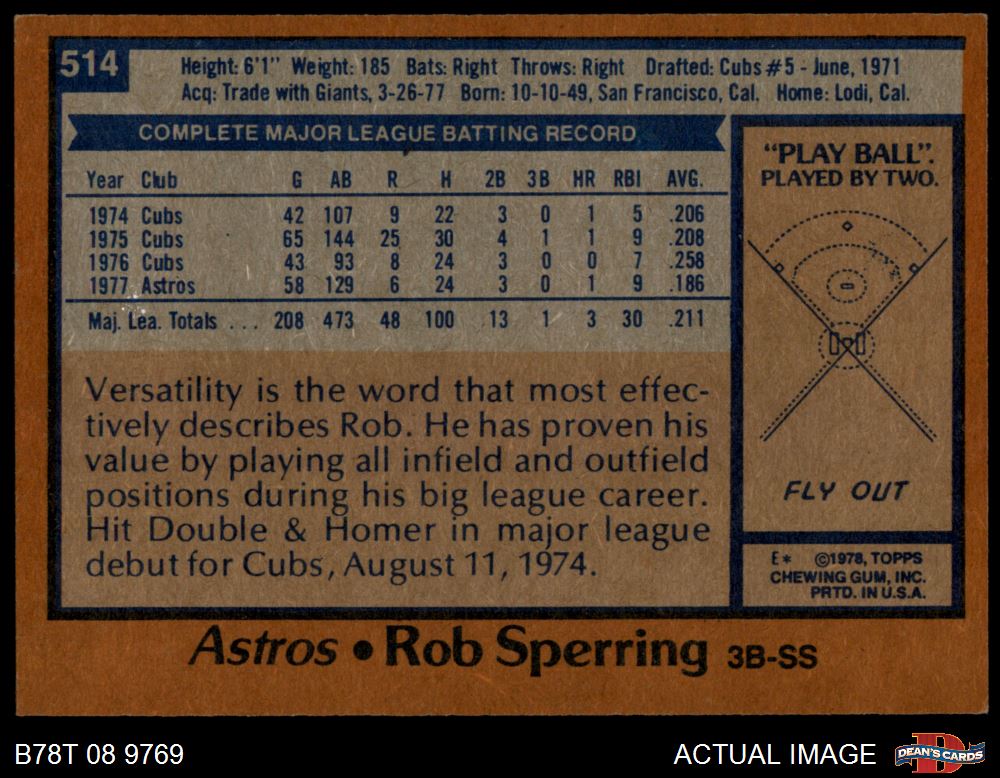 514
Height: 6'1" Weight: 185 Bats: Right Throws: Right Drafted: Cubs #5 - June, 1971
Acq: Trade with Giants, 3-26-77 Born: 10-10-49, San Francisco, Cal. Home: Lodi, Cal.
COMPLETE MAJOR LEAGUE BATTING RECORD
Year Club G AB R H 2B 3B HR RBI AVG.
1974 Cubs 42 107 9 22 3 0 1 5 .206
1975 Cubs 65 144 25 30 4 1 1 9 .208
1976 Cubs 43 93 8 24 3 0 0 7 .258
1977 Astros 58 129 6 24 3 0 1 9 .186
Maj. Lea. Totals . . . 208 473 48 100 13 1 3 30 .211
Versatility is the word that most effec-
tively describes Rob. He has proven his
value by playing all infield and outfield
positions during his big league career.
Hit Double & Homer in major league
debut for Cubs, August 11, 1974.
"PLAY BALL".
PLAYED BY TWO.
FLY OUT
E* ©1978, TOPPS
CHEWING GUM, INC.
PRTD. IN U.S.A.
Astros • Rob Sperring 3B-SS
B78T 08 9769
ACTUAL IMAGE
D
DEAN'S CARDS